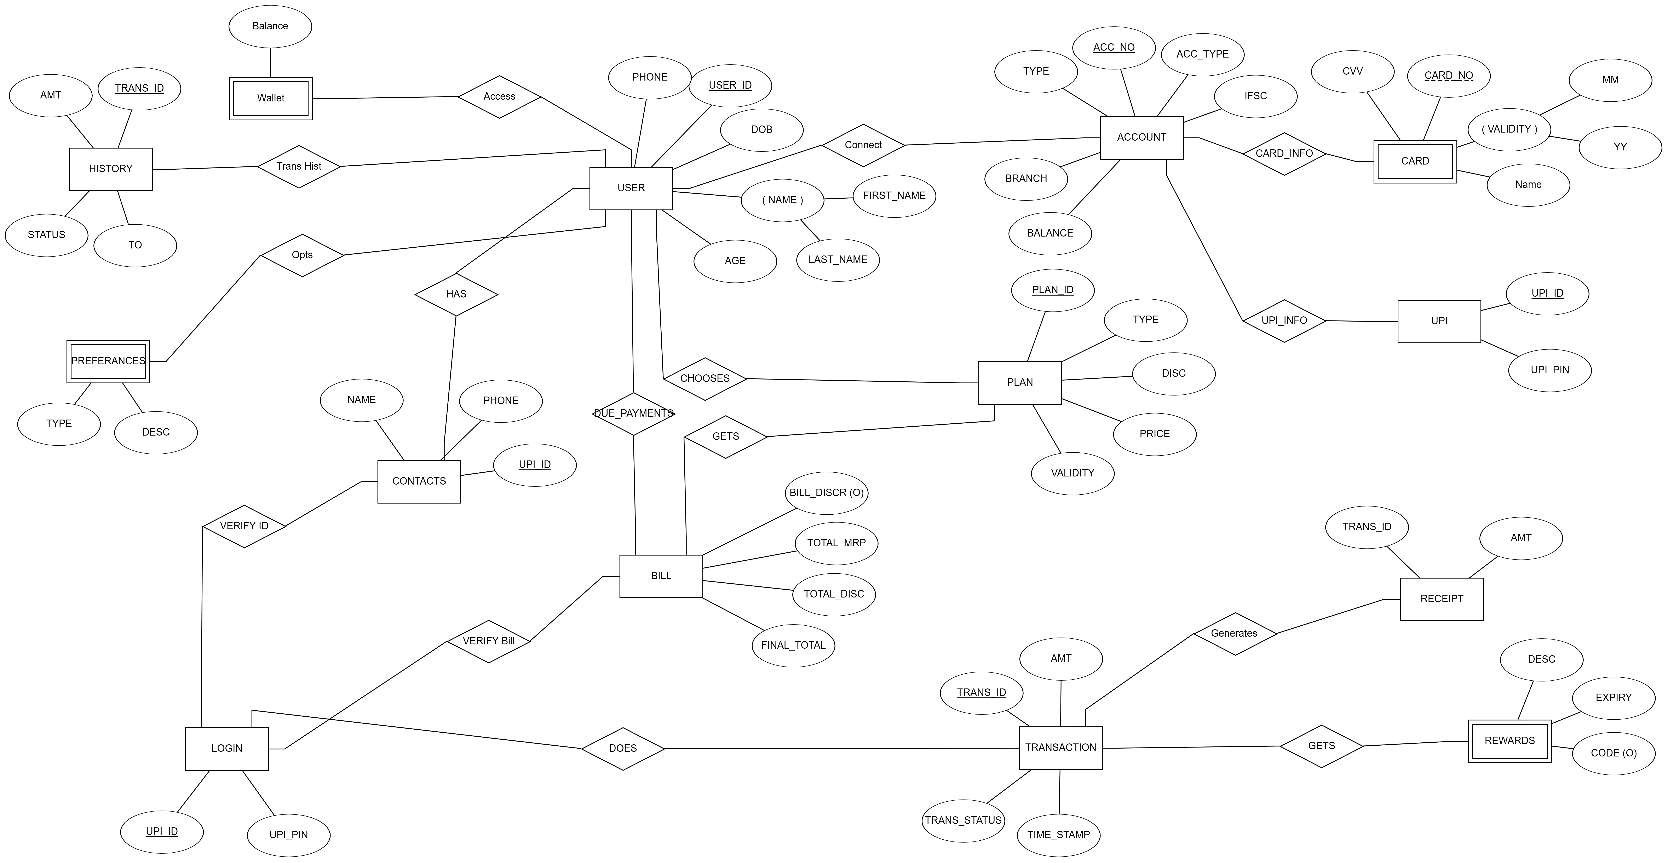 Balance
Wallet
Access
AMT
TRANS_ID
HISTORY
Trans Hist
STATUS
TO
PHONE
USER_ID
DOB
USER
( NAME )
FIRST_NAME
LAST_NAME
AGE
Connect
TYPE
ACC_NO
ACC_TYPE
IFSC
ACCOUNT
BRANCH
BALANCE
CARD_INFO
CVV
CARD_NO
( VALIDITY )
MM
YY
CARD
Name
Opts
PREFERANCES
TYPE
DESC
HAS
UPI_INFO
UPI
UPI_ID
UPI_PIN
PLAN_ID
TYPE
DISC
PLAN
PRICE
VALIDITY
CHOOSES
DUE_PAYMENTS
GETS
NAME
PHONE
UPI_ID
CONTACTS
VERIFY ID
BILL_DISCR (O)
TOTAL_MRP
TOTAL_DISC
FINAL_TOTAL
BILL
VERIFY Bill
TRANS_ID
AMT
RECEIPT
Generates
LOGIN
UPI_ID
UPI_PIN
DOES
TRANS_ID
AMT
TRANSACTION
TRANS_STATUS
TIME_STAMP
GETS
DESC
EXPIRY
REWARDS
CODE (O)